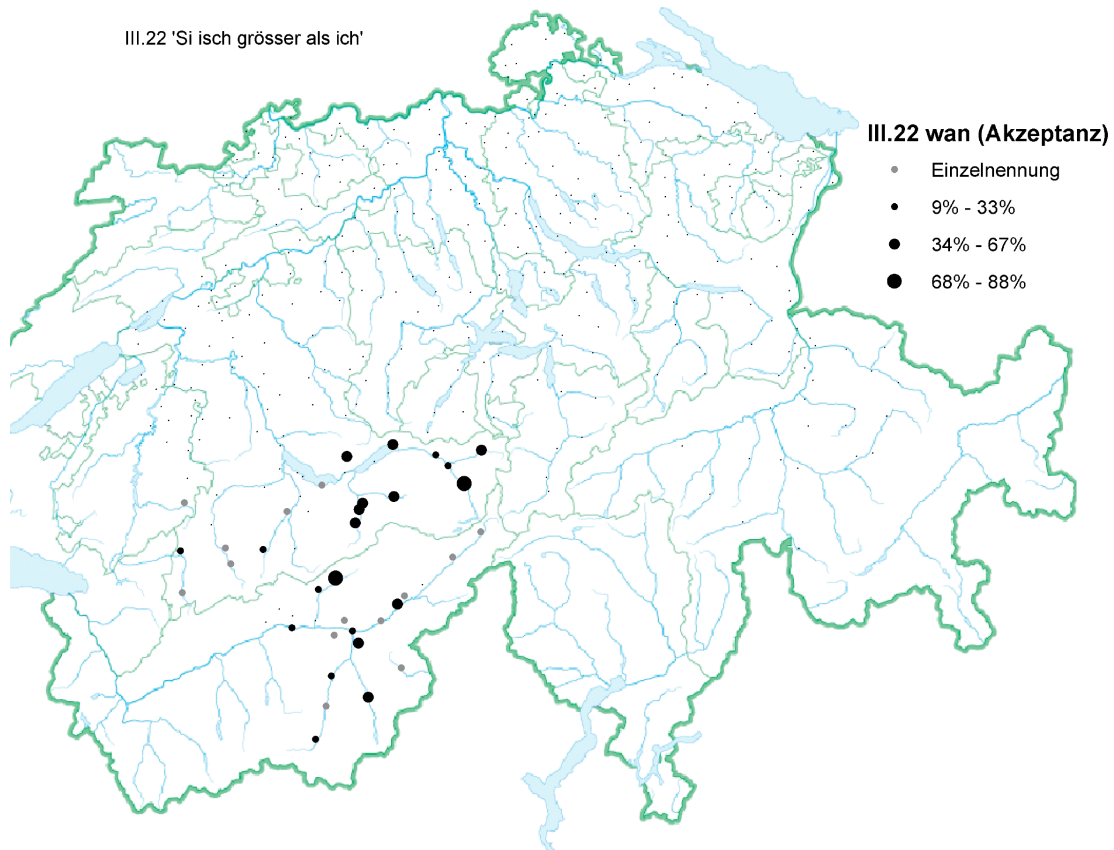 III.22 'Si isch grösser als ich'
III.22 wan (Akzeptanz)
Einzelnennung
9% - 33%
34% - 67%
68% - 88%